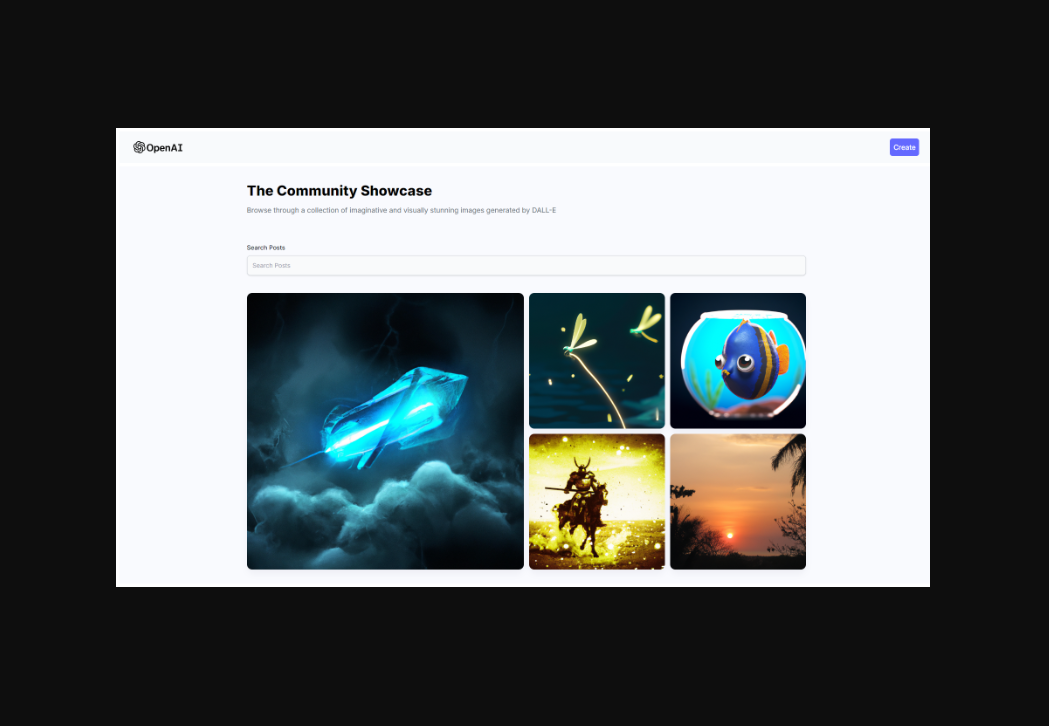 OpenAI
Create
The Community Showcase
Browse through a collection of imaginative and visually stunning images generated by DALL-E
Search Posts
Search Posts